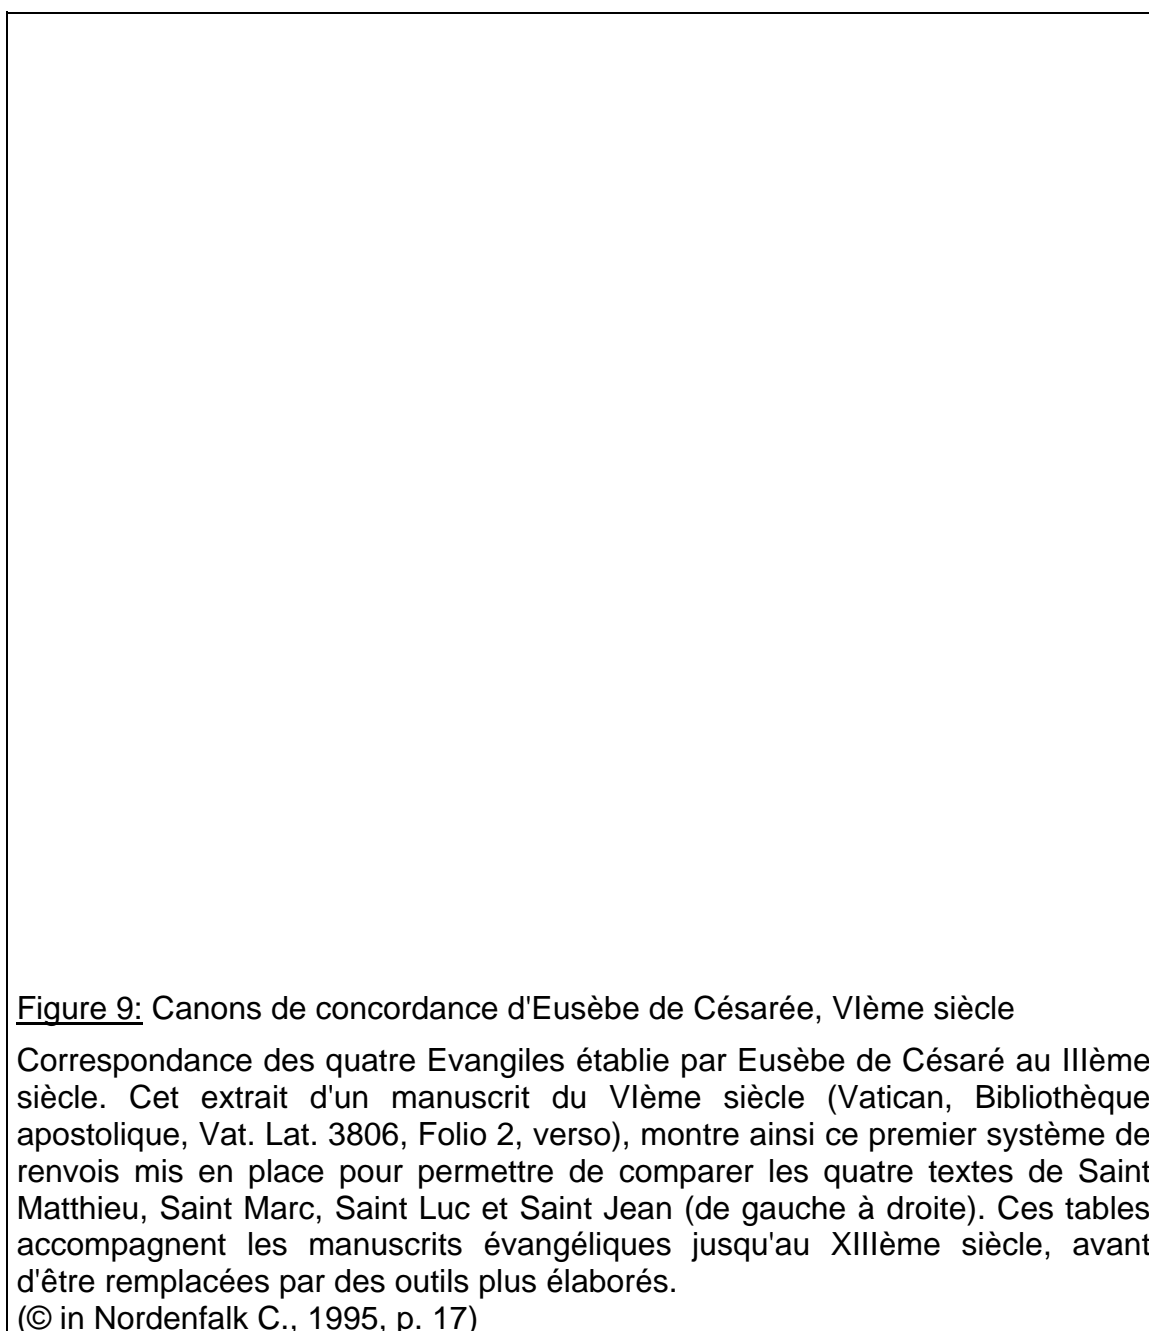 Figure 9: Canons de concordance d'Eusèbe de Césarée, VIème siècle
Correspondance des quatre Evangiles établie par Eusèbe de Césaré au IIIème
siècle. Cet extrait d'un manuscrit du VIème siècle (Vatican, Bibliothèque
apostolique, Vat. Lat. 3806, Folio 2, verso), montre ainsi ce premier système de
renvois mis en place pour permettre de comparer les quatre textes de Saint
Matthieu, Saint Marc, Saint Luc et Saint Jean (de gauche à droite). Ces tables
accompagnent les manuscrits évangéliques jusqu'au XIIIème siècle, avant
d'être remplacées par des outils plus élaborés.
(© in Nordenfalk C., 1995, p. 17)